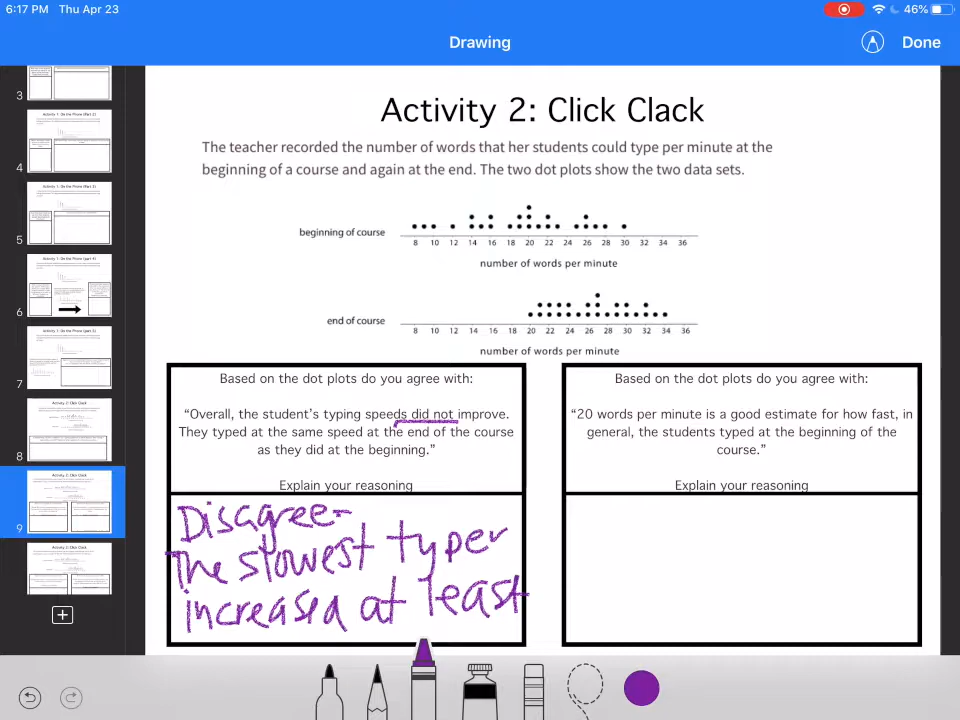 6:17 PM Thu Apr 23
46%
Drawing
Done
3
4
5
6
7
8
9
Activity 2: Click Clack
The teacher recorded the number of words that her students could type per minute at the
beginning of a course and again at the end. The two dot plots show the two data sets.
beginning of course
8 10 12 14 16 18 20 22 24 26 28 30 32 34 36
number of words per minute
end of course
8 10 12 14 16 18 20 22 24 26 28 30 32 34 36
number of words per minute
Based on the dot plots do you agree with:
“Overall, the student’s typing speeds did not improve.
They typed at the same speed at the end of the course
as they did at the beginning.”
Explain your reasoning
Disagree-
The slowest typer
increased at least
Based on the dot plots do you agree with:
“20 words per minute is a good estimate for how fast, in
general, the students typed at the beginning of the
course.”
Explain your reasoning